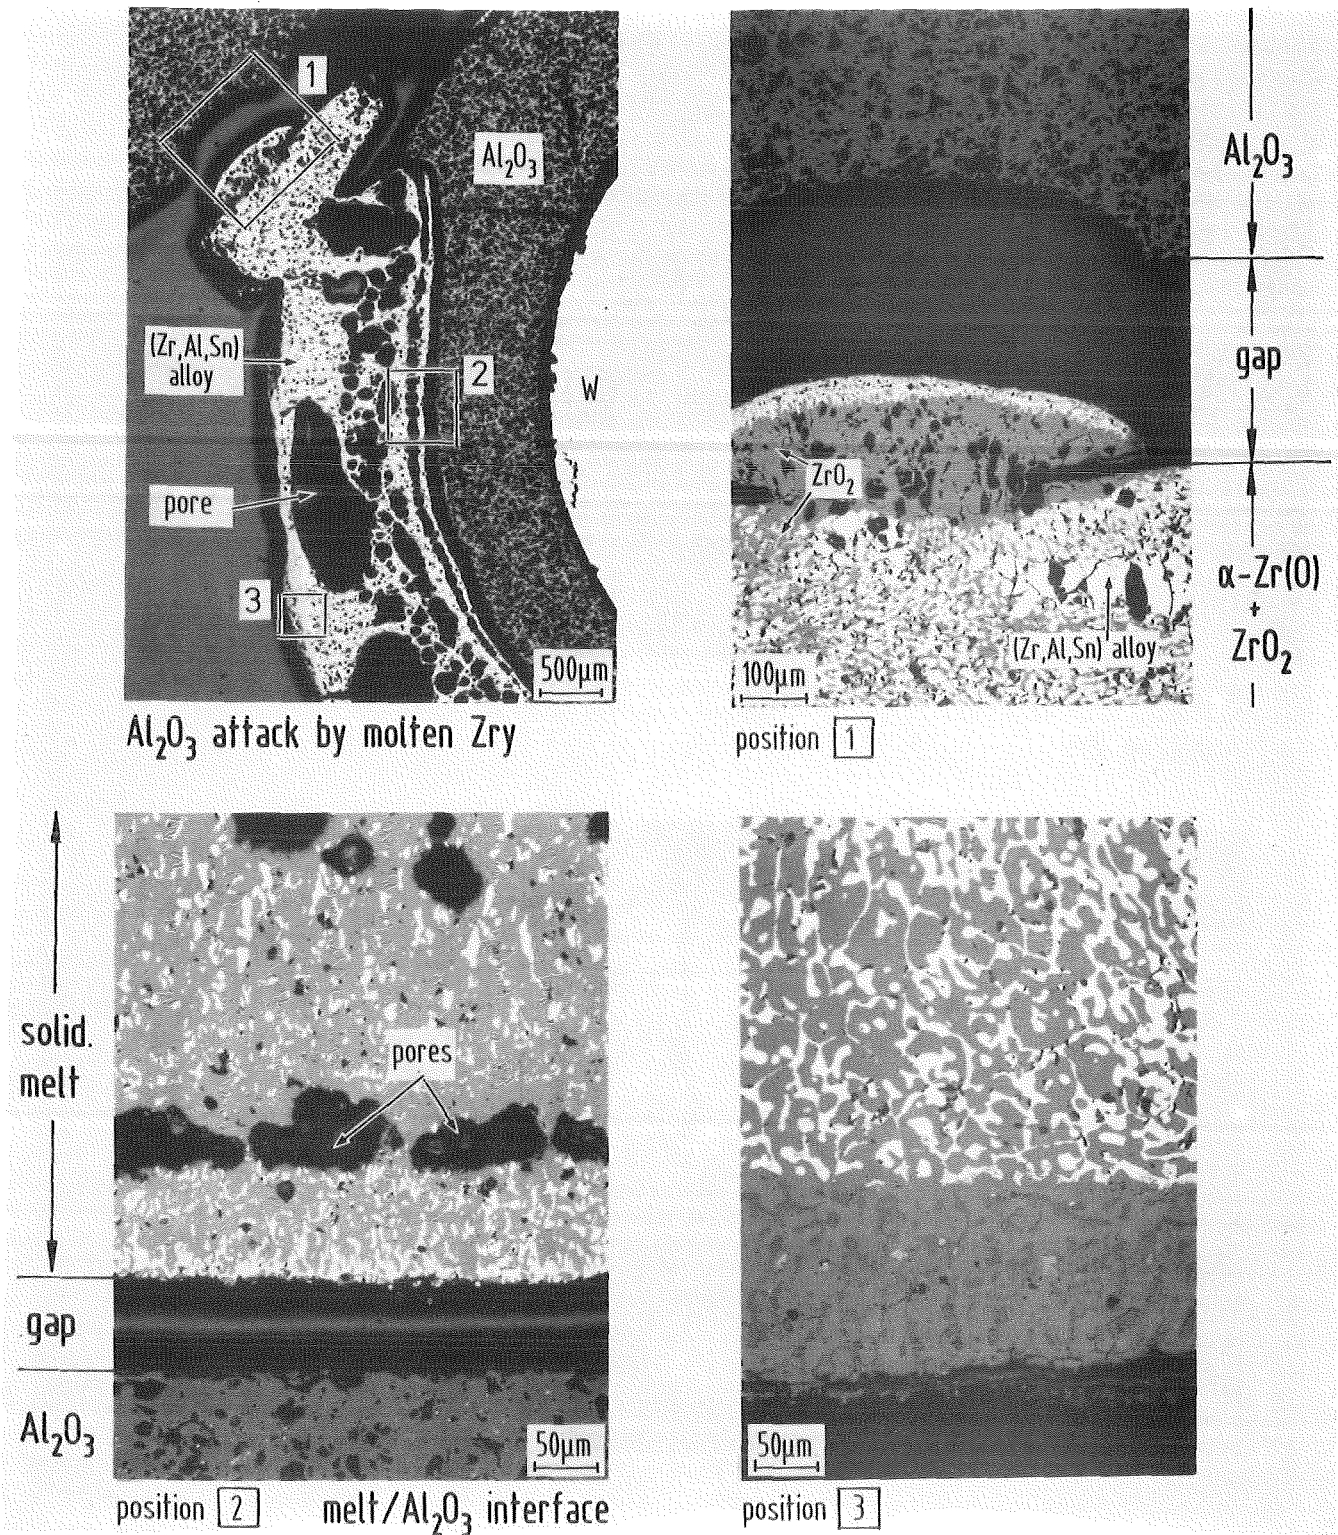 1
Al₂O₃
(Zr,Al,Sn)
alloy
2
W
pore
3
500µm
Al₂O₃ attack by molten Zry
Al₂O₃
gap
ZrO₂
α-Zr(O)
+
ZrO₂
(Zr,Al,Sn) alloy
100µm
position 1
solid.
melt
pores
gap
Al₂O₃
50µm
position 2 melt/Al₂O₃ interface
50µm
position 3